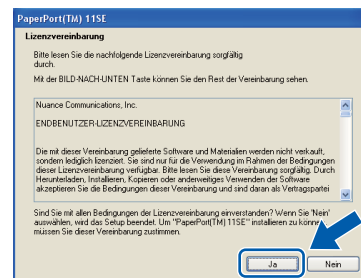 PaperPort(TM) 11SE
Lizenzvereinbarung
Bitte lesen Sie die nachfolgende Lizenzvereinbarung sorgfältig
durch.
Mit der BILD-NACH-UNTEN Taste können Sie den Rest der Vereinbarung sehen.
Nuance Communications, Inc.
ENDBENUTZER-LIZENZVEREINBARUNG
Die mit dieser Vereinbarung gelieferte Software und Materialien werden nicht verkauft,
sondern lediglich lizenziert. Sie sind nur für die Verwendung im Rahmen der Bedingungen
dieser Lizenzvereinbarung verfügbar. Bitte lesen Sie diese Vereinbarung sorgfältig. Durch
Herunterladen, Installieren, Kopieren oder anderweitiges Verwenden der Software
akzeptieren Sie die Bedingungen dieser Vereinbarung und sind daran als Vertragspartei
Sind Sie mit allen Bedingungen der Lizenzvereinbarung einverstanden? Wenn Sie 'Nein'
auswählen, wird das Setup beendet. Um "PaperPort(TM) 11SE" installieren zu könne
müssen Sie dieser Vereinbarung zustimmen.
Ja
Nein